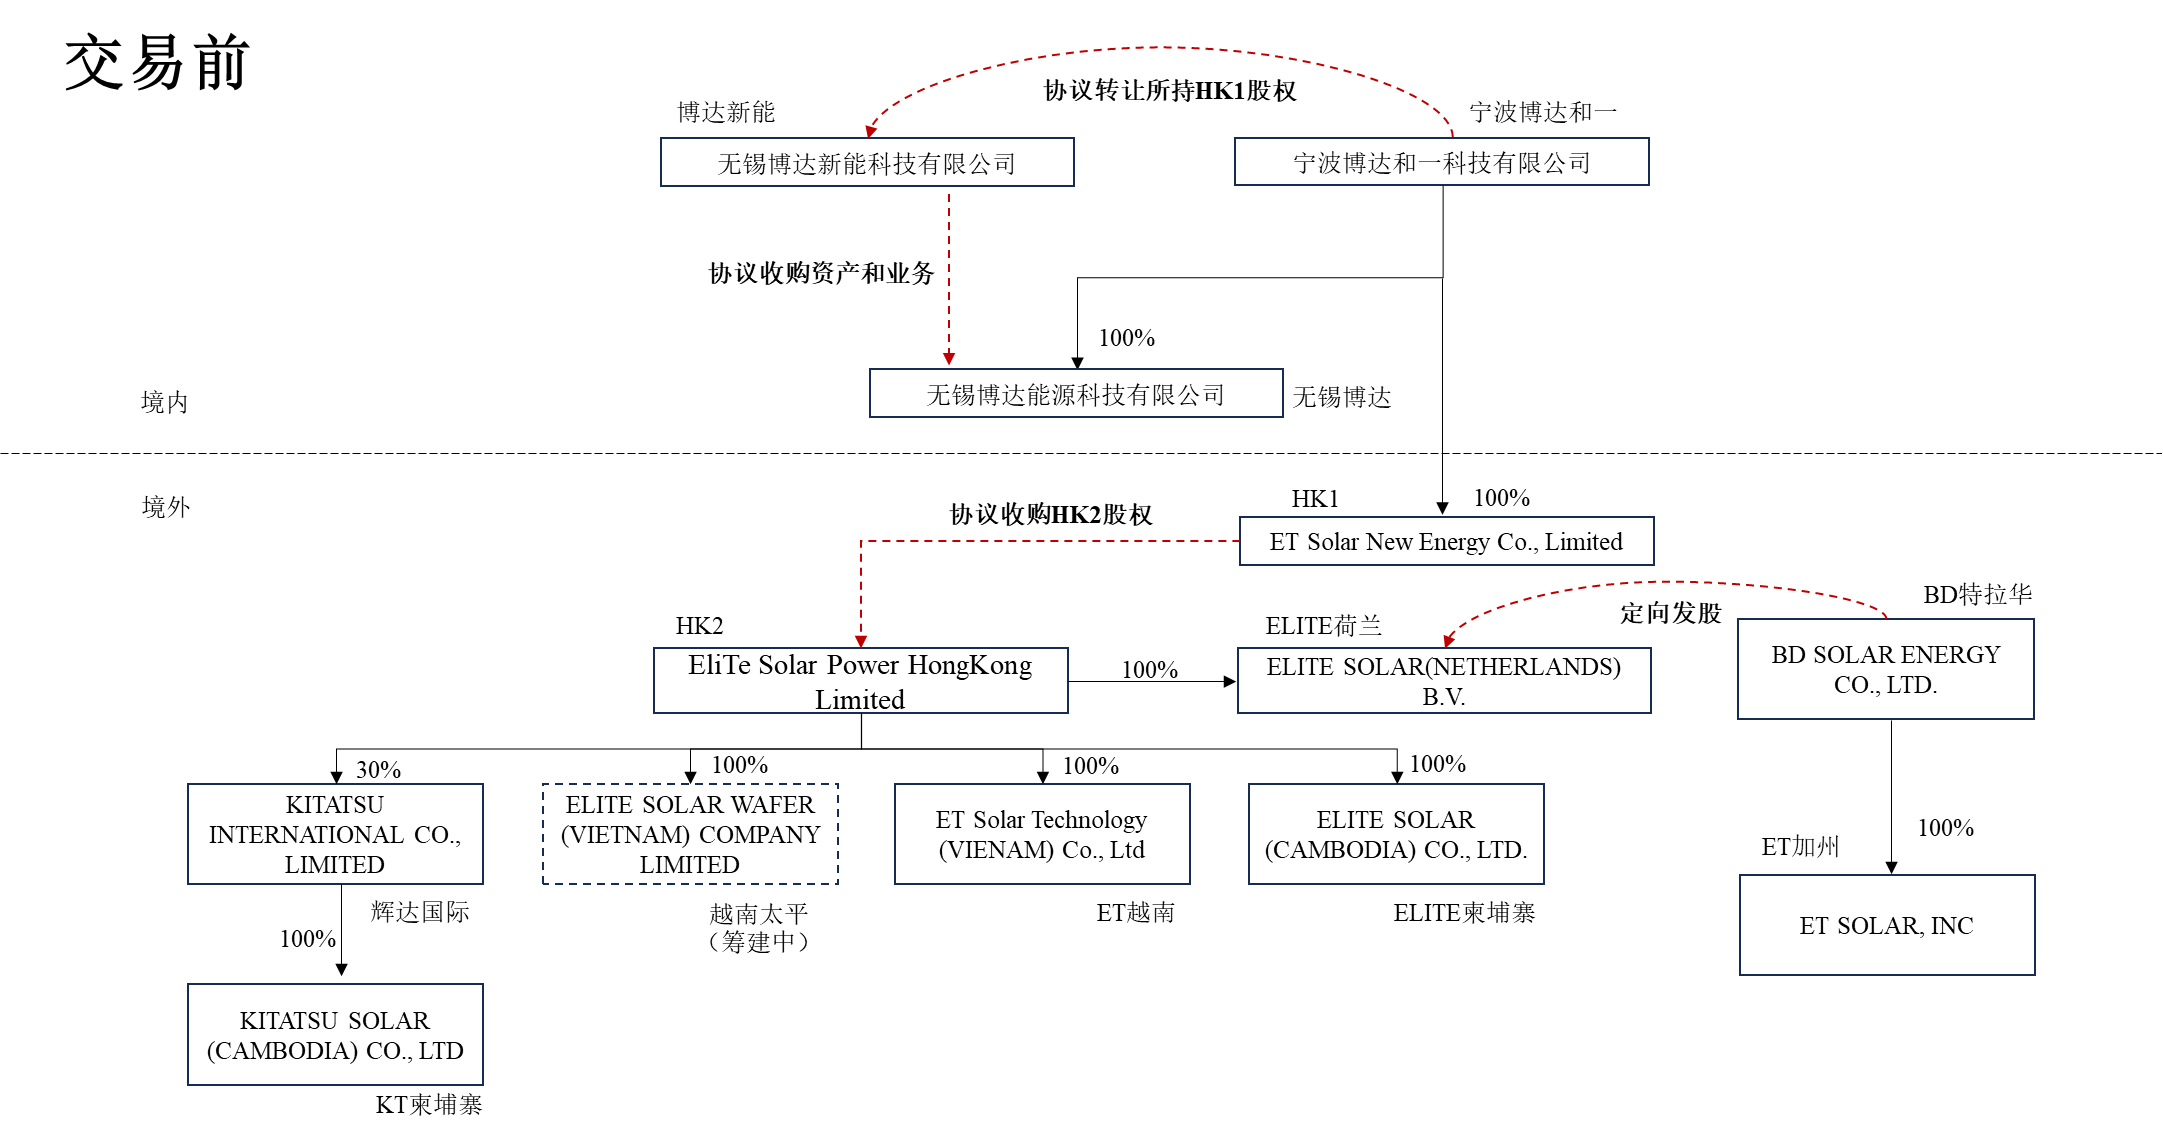 交易前
协议转让所持HK1股权
博达新能
宁波博达和一
无锡博达新能科技有限公司
宁波博达和一科技有限公司
协议收购资产和业务
100%
无锡博达能源科技有限公司
无锡博达
境内
境外
HK1
100%
协议收购HK2股权
ET Solar New Energy Co., Limited
BD特拉华
定向发股
HK2
ELITE荷兰
EliTe Solar Power HongKong
Limited
100%
ELITE SOLAR(NETHERLANDS)
B.V.
BD SOLAR ENERGY
CO., LTD.
30%
100%
100%
100%
KITATSU
INTERNATIONAL CO.,
LIMITED
ELITE SOLAR WAFER
(VIETNAM) COMPANY
LIMITED
ET Solar Technology
(VIENAM) Co., Ltd
ELITE SOLAR
(CAMBODIA) CO., LTD.
100%
ET加州
辉达国际
越南太平
（筹建中）
ET越南
ELITE柬埔寨
ET SOLAR, INC
100%
KITATSU SOLAR
(CAMBODIA) CO., LTD
KT柬埔寨